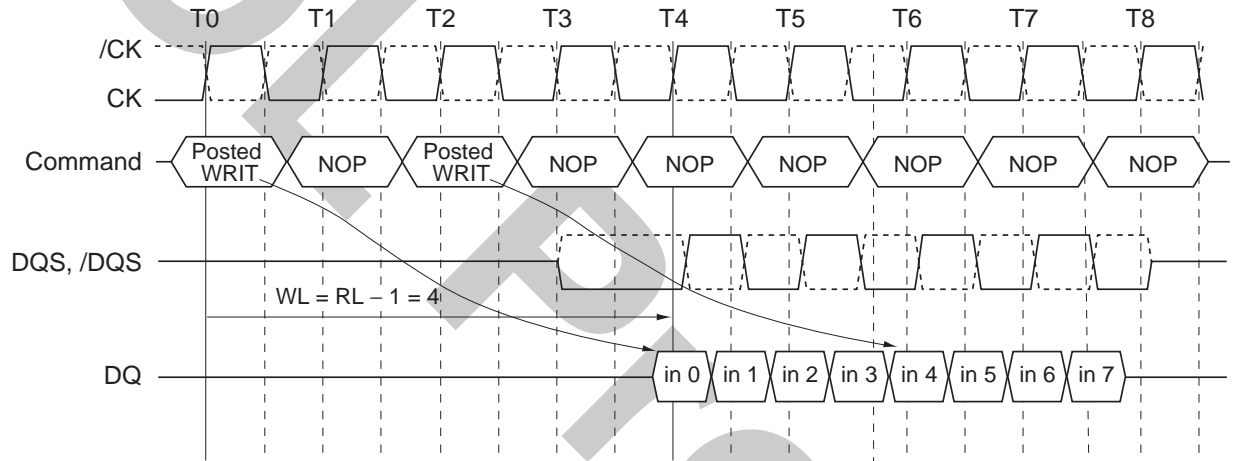 T0 T1 T2 T3 T4 T5 T6 T7 T8
/CK
CK
Command Posted WRIT NOP Posted WRIT NOP NOP NOP NOP NOP NOP
DQS, /DQS
WL = RL − 1 = 4
DQ in 0 in 1 in 2 in 3 in 4 in 5 in 6 in 7